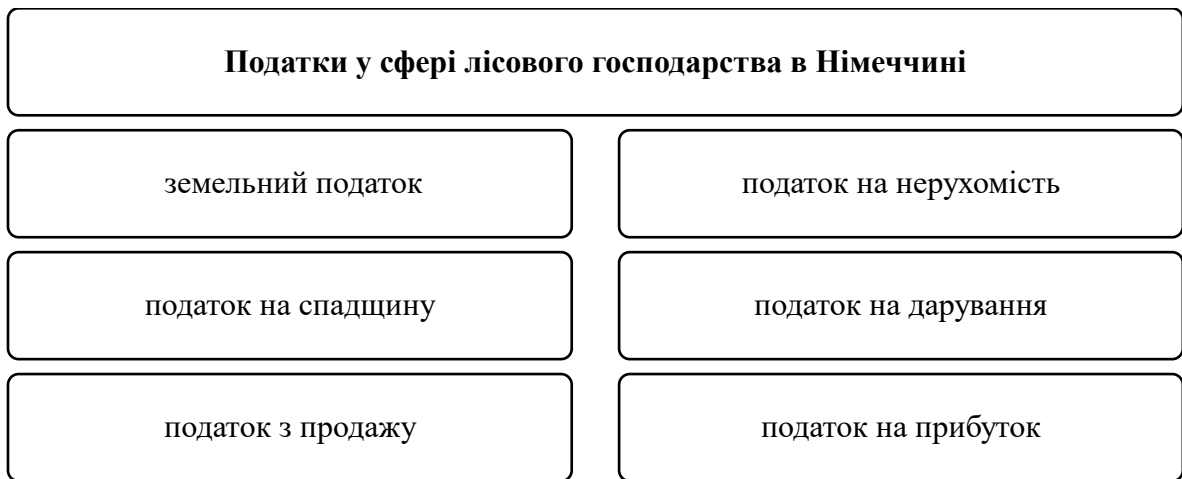 Податки у сфері лісового господарства в Німеччині
земельний податок
податок на нерухомість
податок на спадщину
податок на дарування
податок з продажу
податок на прибуток